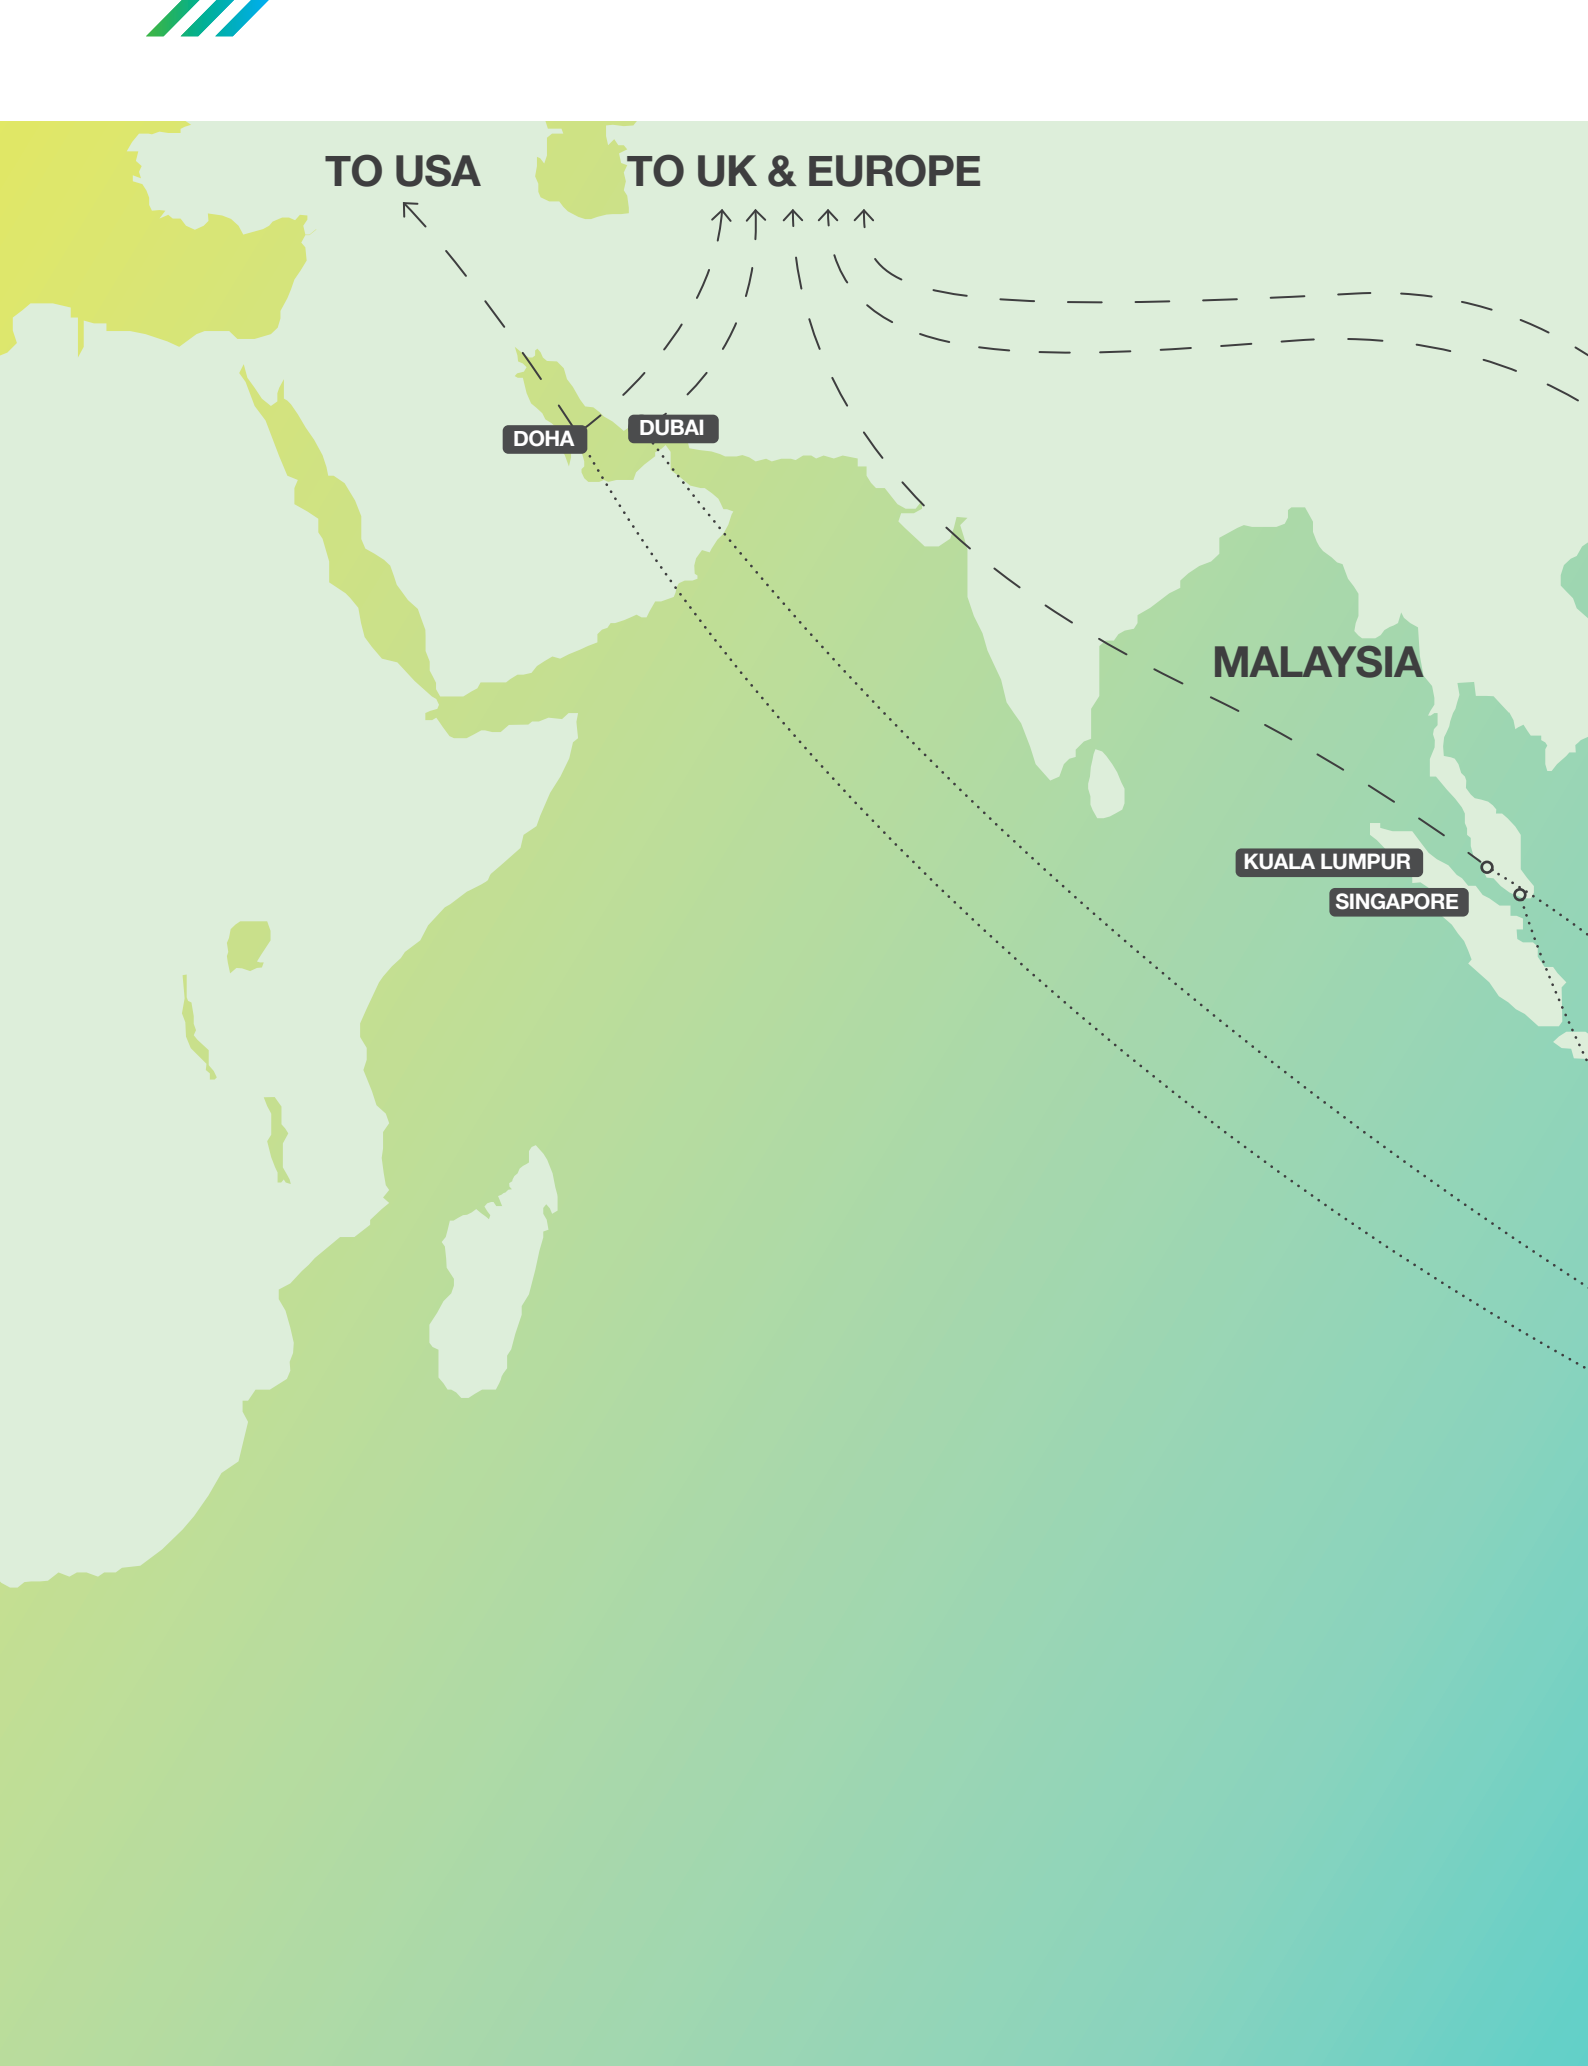 TO USA
TO UK & EUROPE
DOHA
DUBAI
MALAYSIA
KUALA LUMPUR
SINGAPORE